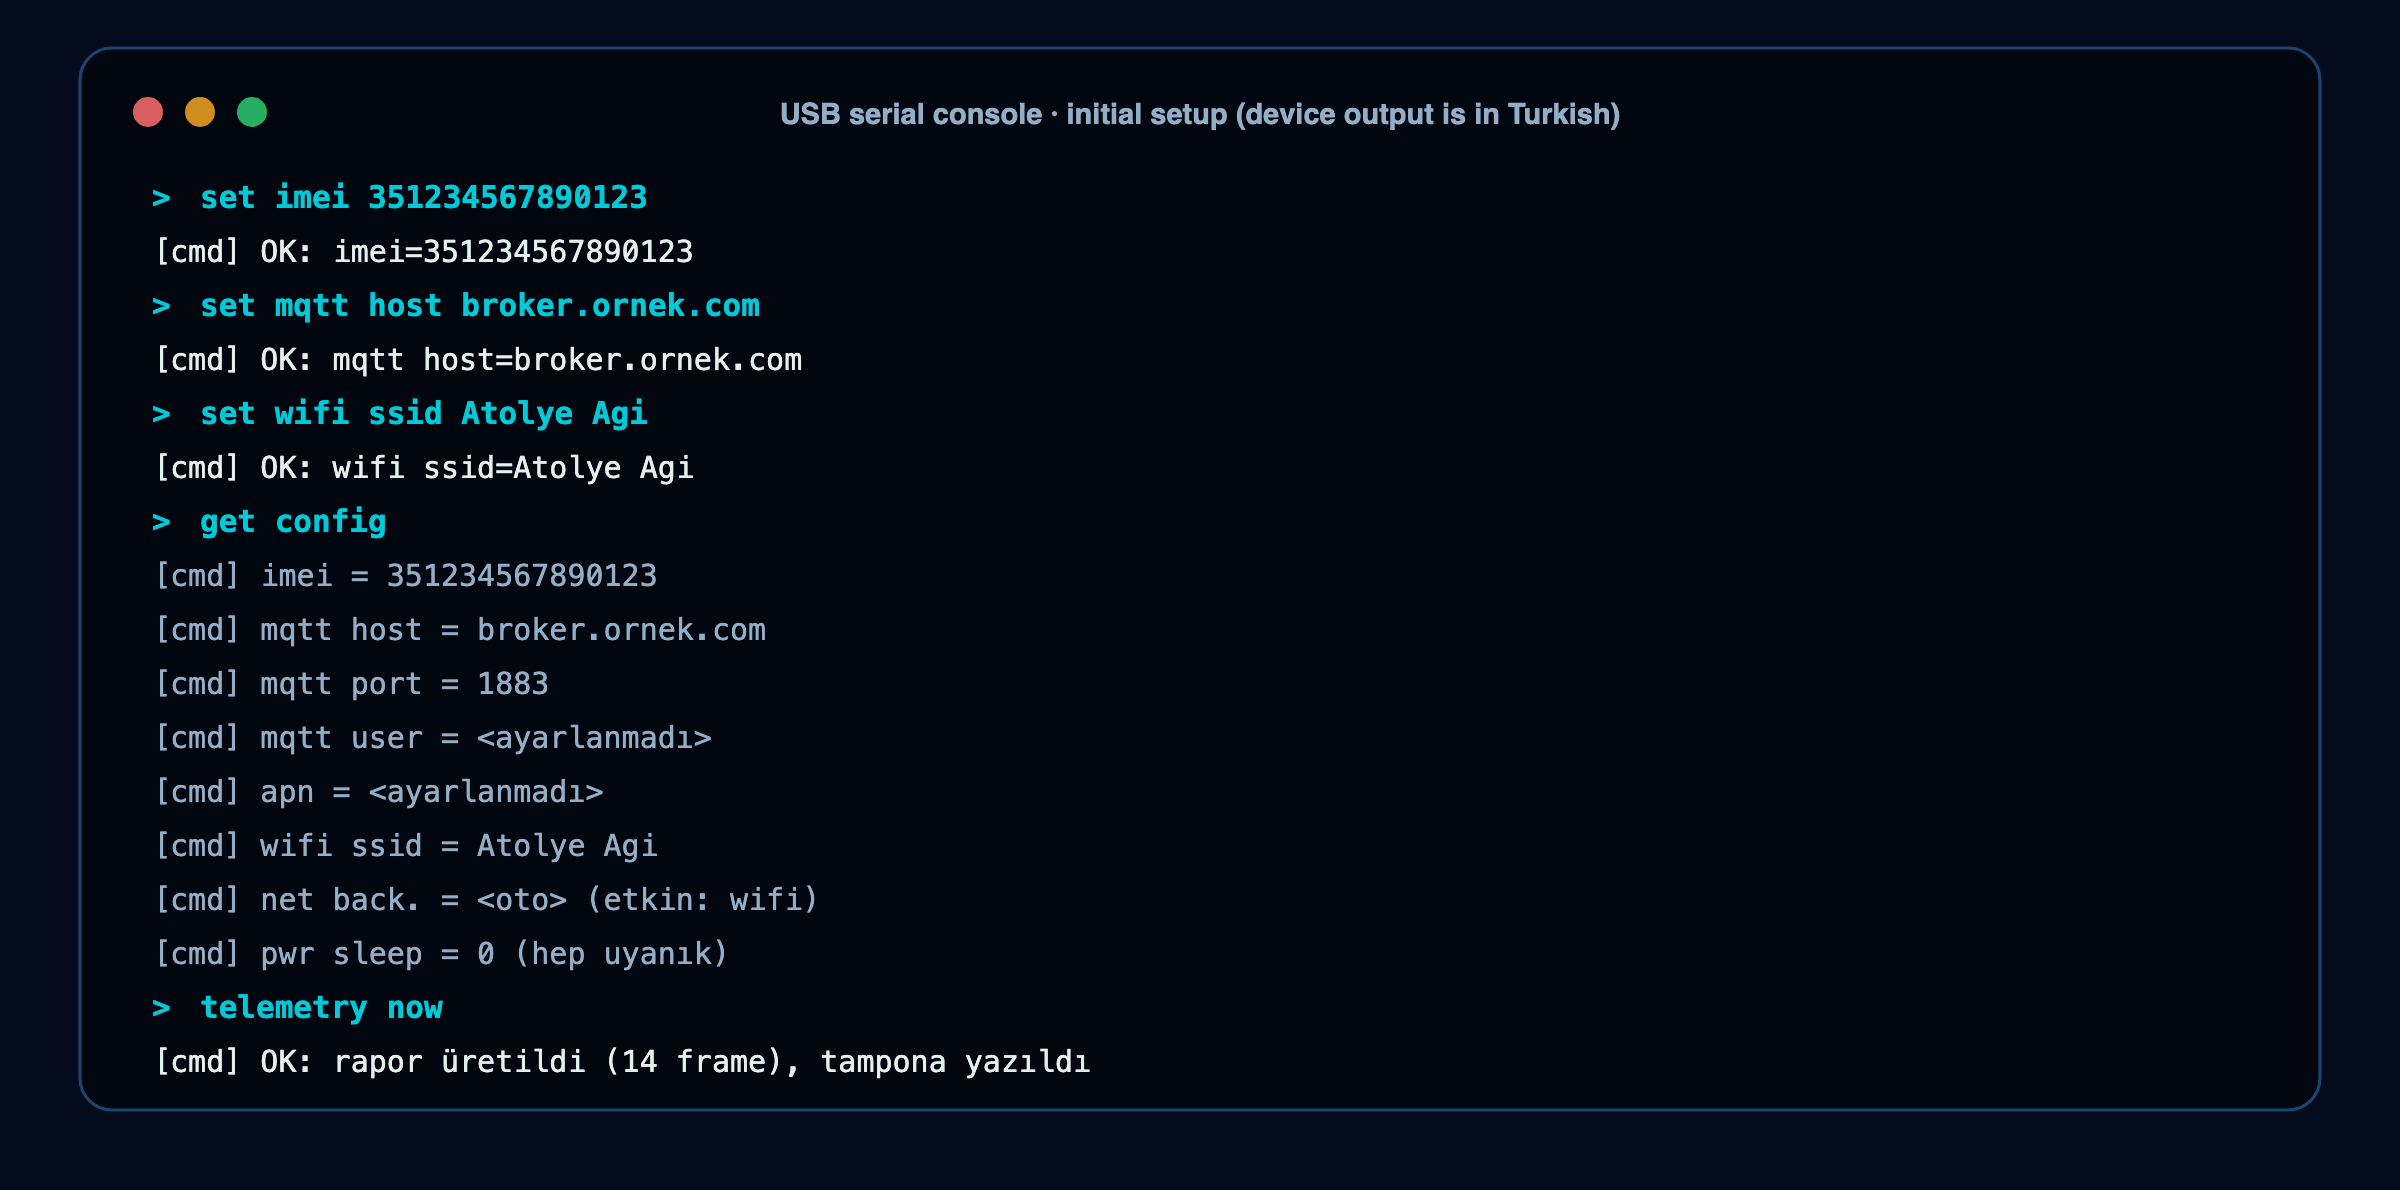 USB serial console · initial setup (device output is in Turkish)
> set imei 351234567890123
[cmd] OK: imei=351234567890123
> set mqtt host broker.ornek.com
[cmd] OK: mqtt host=broker.ornek.com
> set wifi ssid Atolye Agi
[cmd] OK: wifi ssid=Atolye Agi
> get config
[cmd] imei = 351234567890123
[cmd] mqtt host = broker.ornek.com
[cmd] mqtt port = 1883
[cmd] mqtt user = <ayarlanmadı>
[cmd] apn = <ayarlanmadı>
[cmd] wifi ssid = Atolye Agi
[cmd] net back. = <oto> (etkin: wifi)
[cmd] pwr sleep = 0 (hep uyanık)
> telemetry now
[cmd] OK: rapor üretildi (14 frame), tampona yazıldı